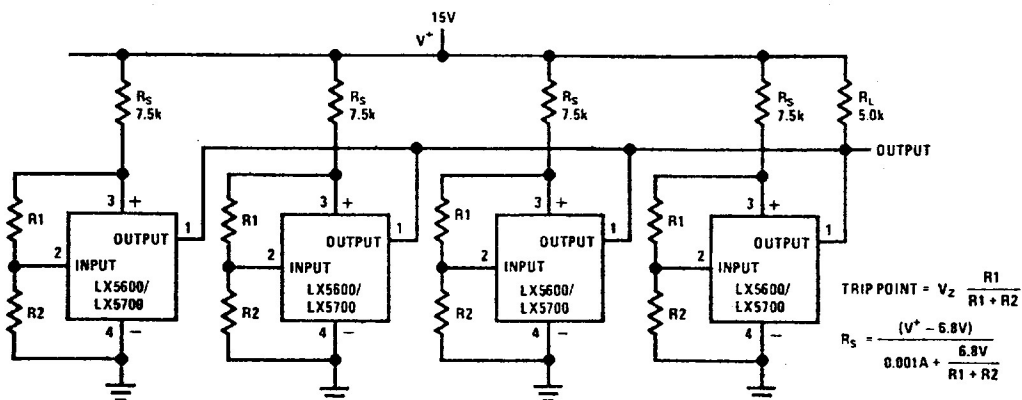 15V
V+
RS
7.5k
RS
7.5k
RS
7.5k
RS
7.5k
RL
5.0k
OUTPUT
R1
3 +
1
OUTPUT
2
INPUT
LX5600/
LX5700
R2
4 −
R1
3 +
1
OUTPUT
2
INPUT
LX5600/
LX5700
R2
4 −
R1
3 +
1
OUTPUT
2
INPUT
LX5600/
LX5700
R2
4 −
R1
3 +
1
OUTPUT
2
INPUT
LX5600/
LX5700
R2
4 −
TRIP POINT = VZ R1 / R1 + R2
RS = (V+ − 6.8V) / 0.001A + 6.8V / R1 + R2